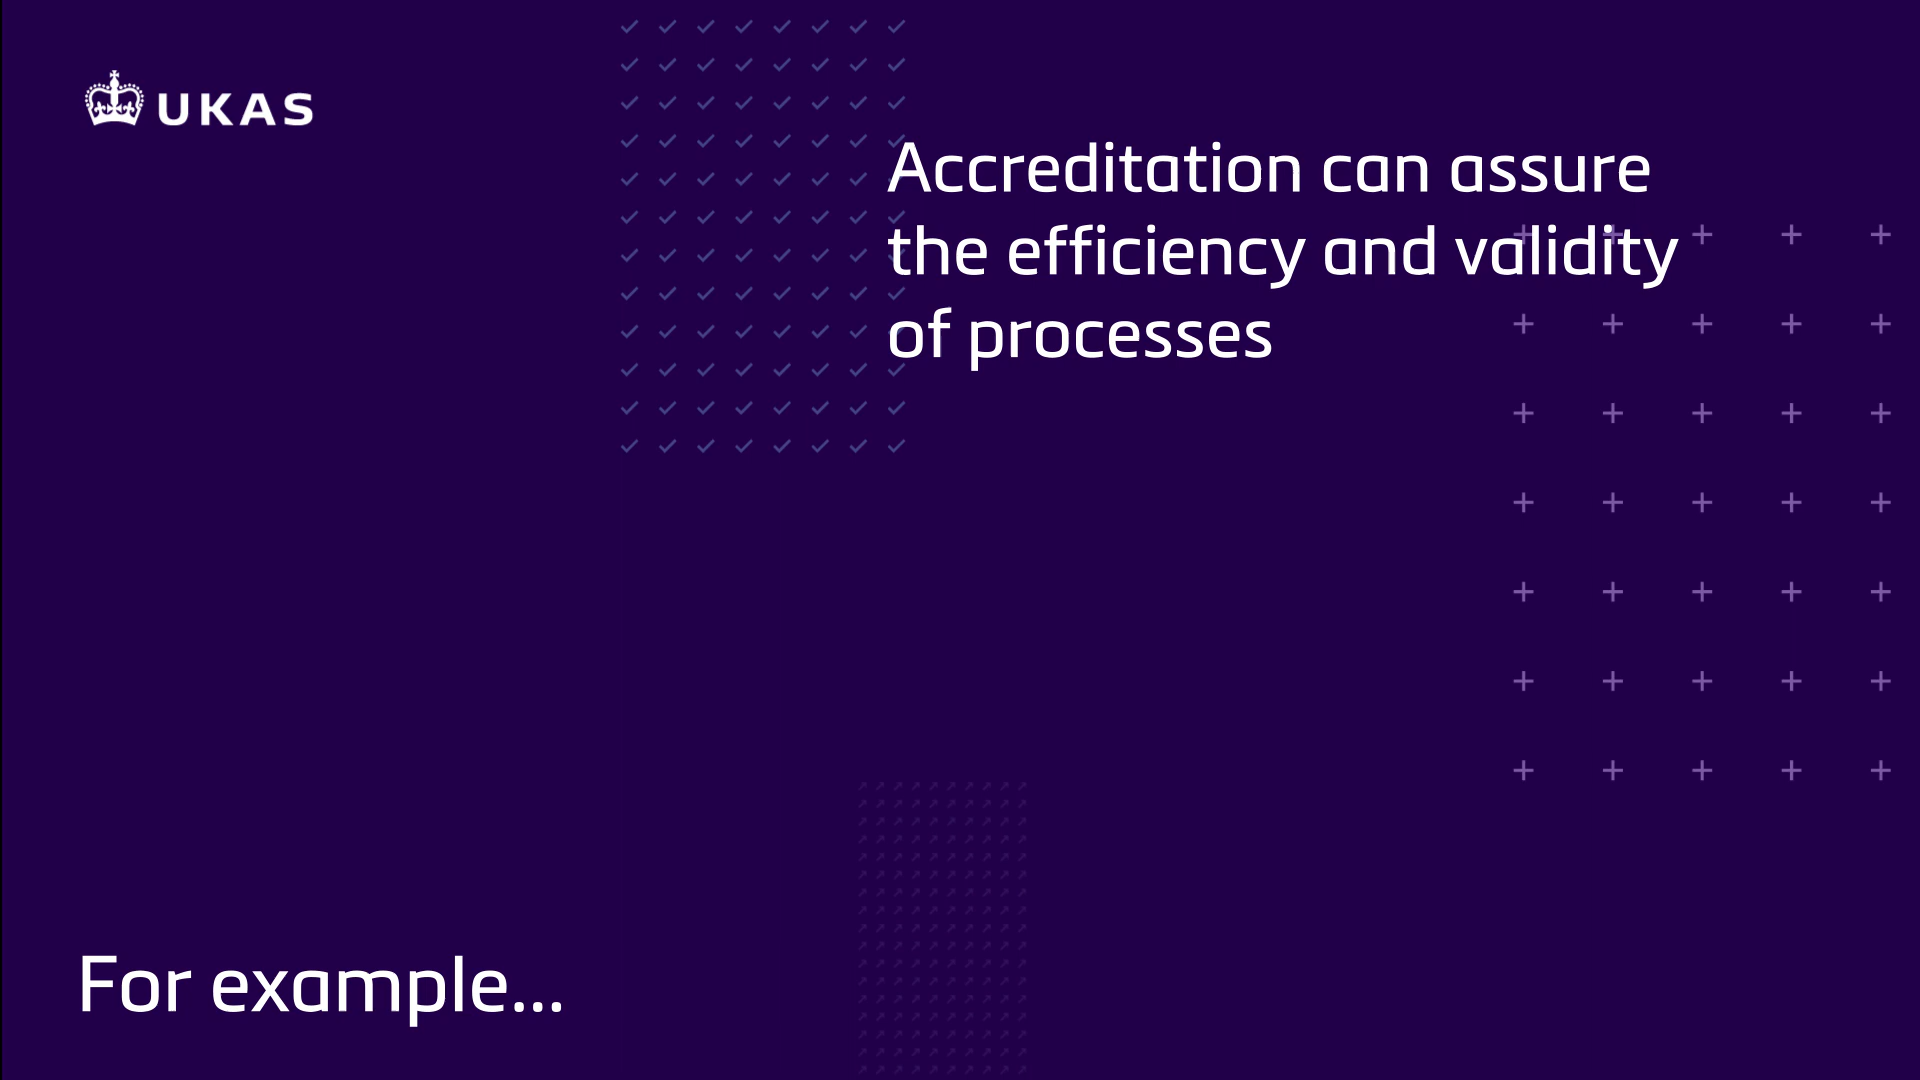 UKAS
Accreditation can assure
the efficiency and validity
of processes
For example...